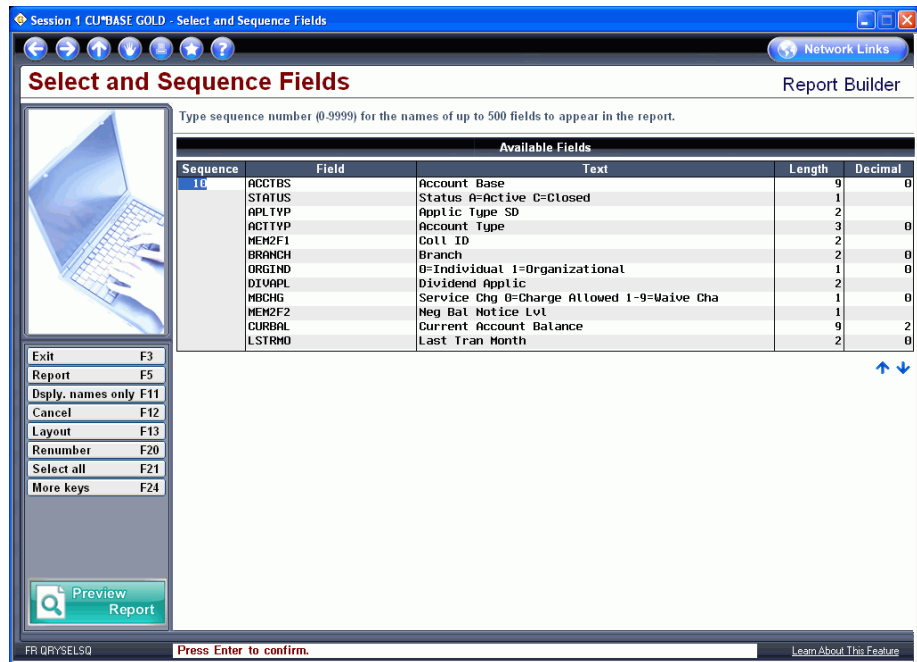 Session 1 CU*BASE GOLD - Select and Sequence Fields
Network Links
Select and Sequence Fields
Report Builder
Type sequence number (0-9999) for the names of up to 500 fields to appear in the report.
Available Fields
Sequence Field Text Length Decimal
10 ACCTBS Account Base 9 0
STATUS Status A=Active C=Closed 1
APLTYP Applic Type SD 2
ACTTYP Account Type 3 0
MEM2F1 Coll ID 2
BRANCH Branch 2 0
ORGIND 0=Individual 1=Organizational 1 0
DIVAPL Dividend Applic 2
MBCHG Service Chg 0=Charge Allowed 1-9=Waive Cha 1 0
MEM2F2 Neg Bal Notice Lvl 1
CURBAL Current Account Balance 9 2
LSTRMO Last Tran Month 2 0
Exit F3
Report F5
Dsply. names only F11
Cancel F12
Layout F13
Renumber F20
Select all F21
More keys F24
Preview
Report
FR QRYSELSQ
Press Enter to confirm.
Learn About This Feature